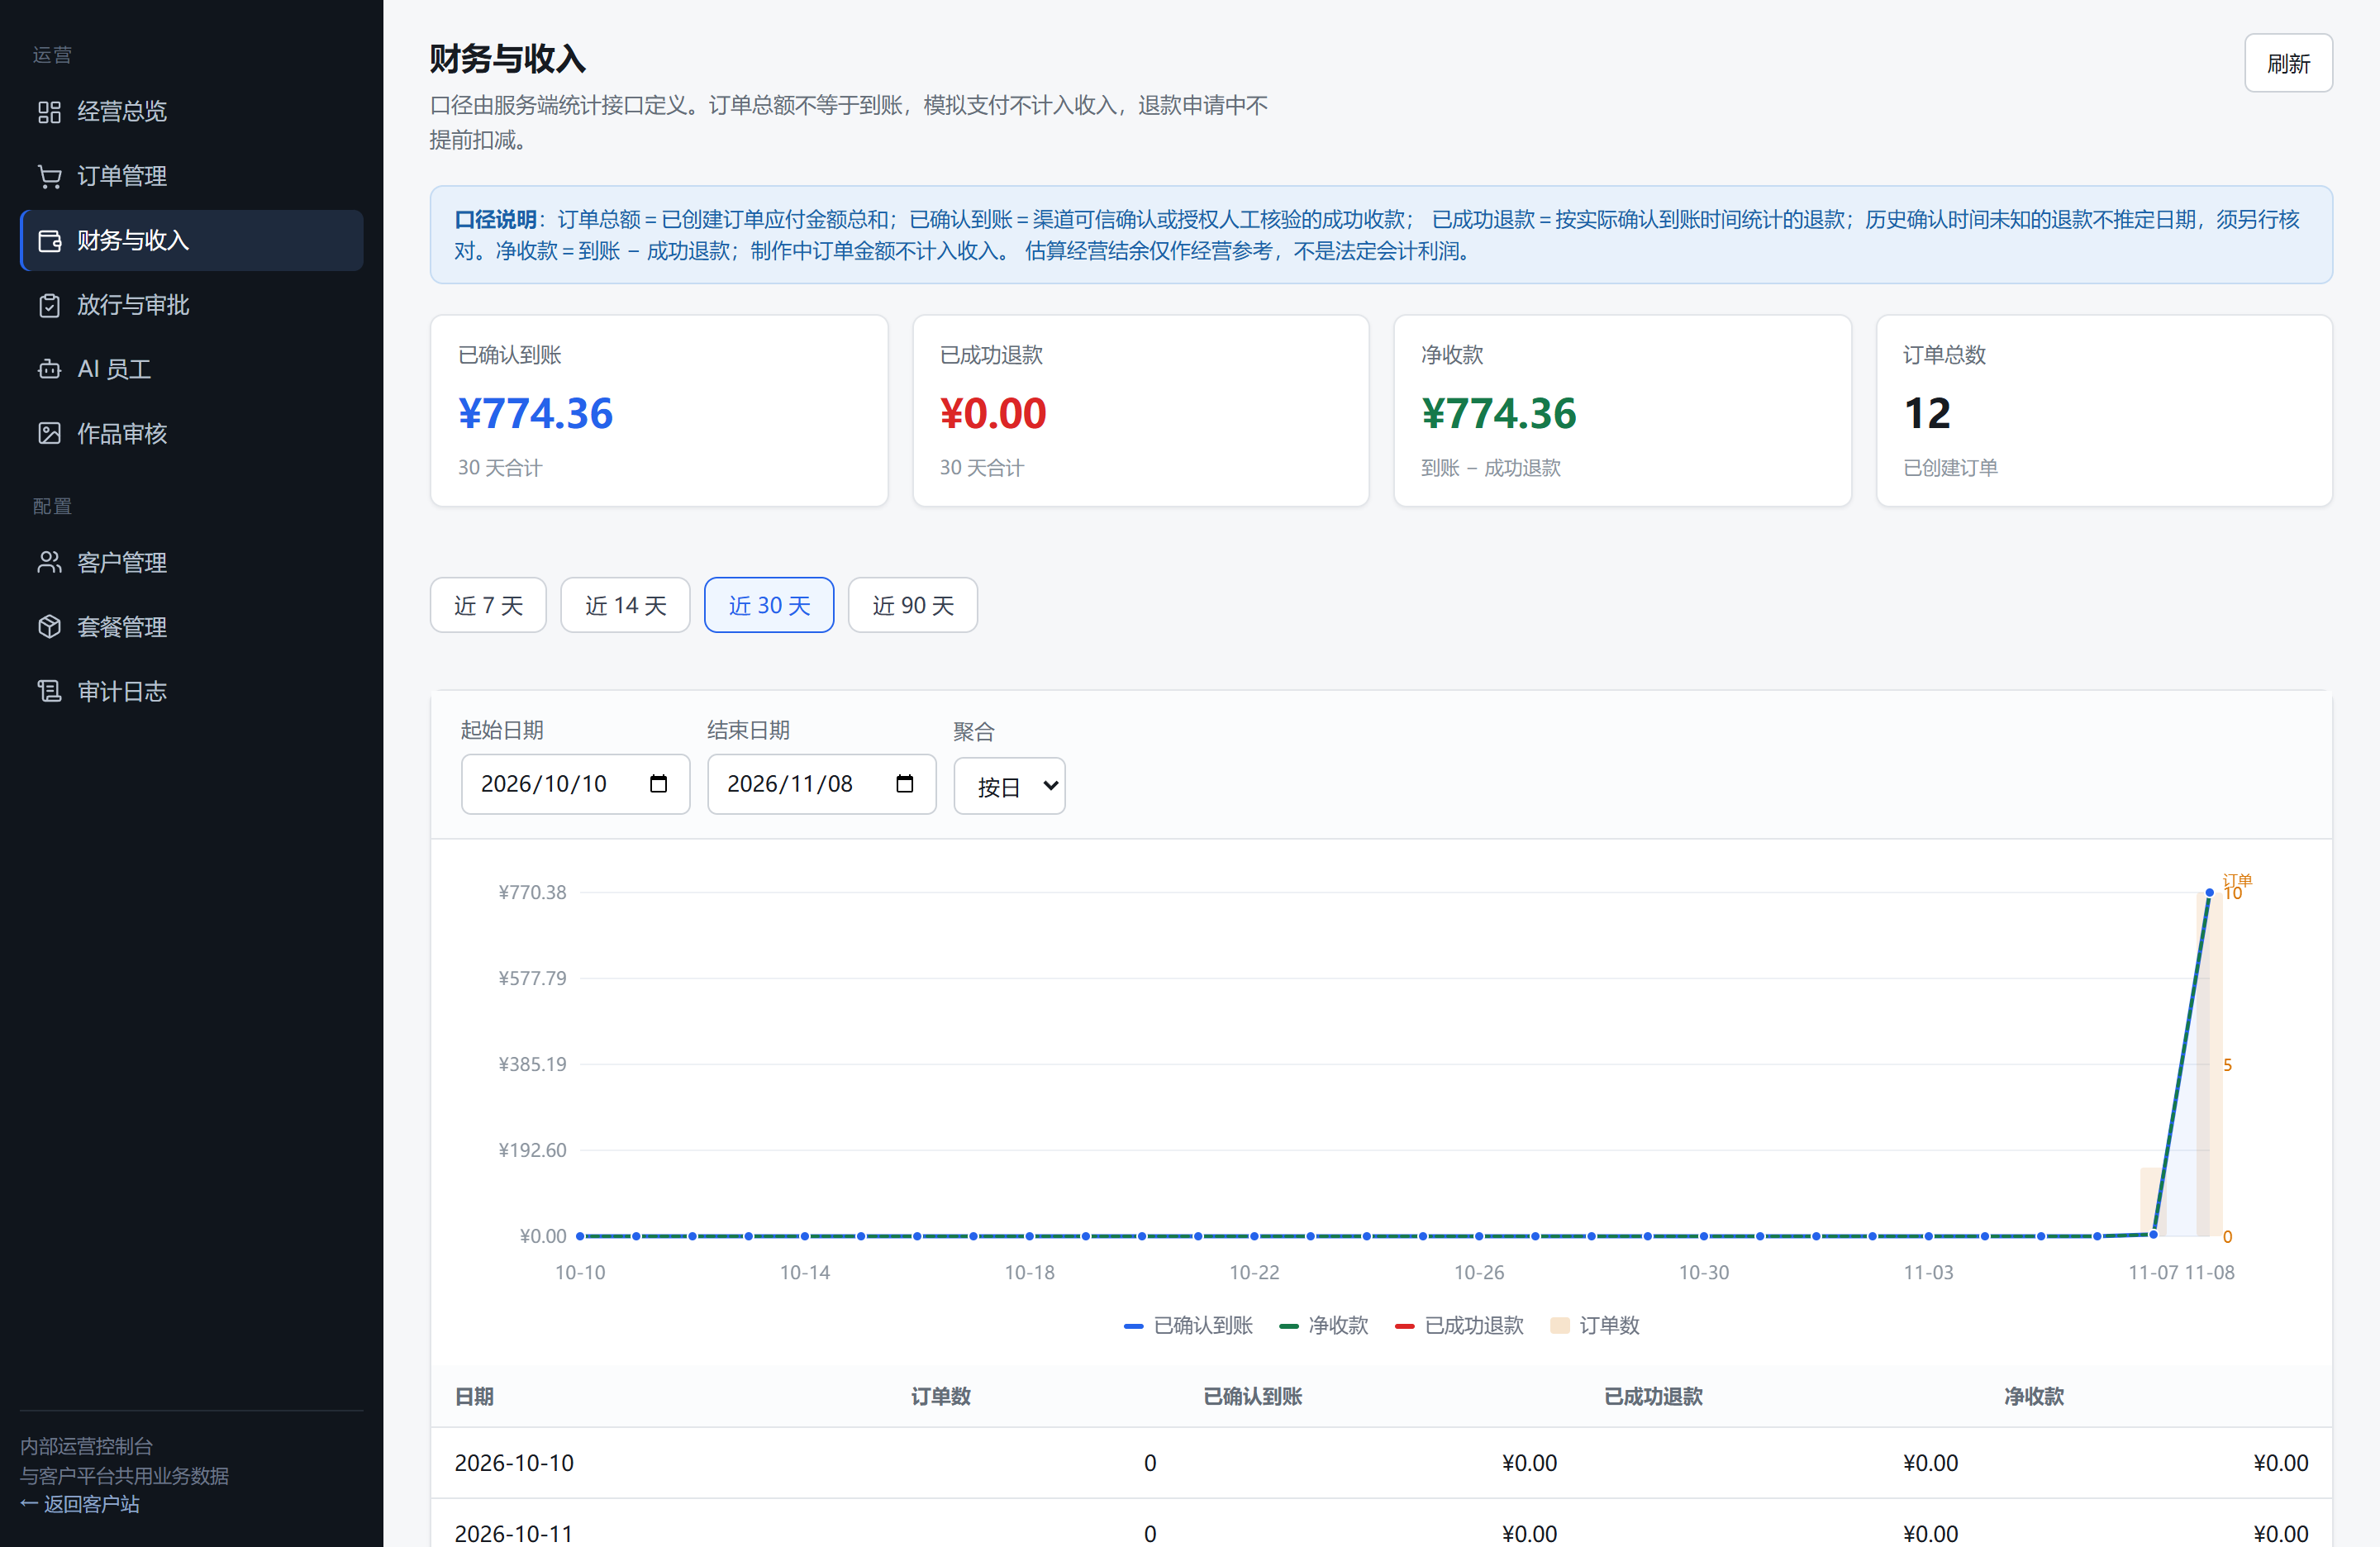 运营
经营总览
订单管理
财务与收入
放行与审批
AI 员工
作品审核
配置
客户管理
套餐管理
审计日志
内部运营控制台
与客户平台共用业务数据
← 返回客户站
财务与收入
刷新
口径由服务端统计接口定义。订单总额不等于到账，模拟支付不计入收入，退款申请中不
提前扣减。
口径说明：订单总额＝已创建订单应付金额总和；已确认到账＝渠道可信确认或授权人工核验的成功收款； 已成功退款＝按实际确认到账时间统计的退款；历史确认时间未知的退款不推定日期，须另行核
对。净收款＝到账 − 成功退款；制作中订单金额不计入收入。 估算经营结余仅作经营参考，不是法定会计利润。
已确认到账
¥774.36
30 天合计
已成功退款
¥0.00
30 天合计
净收款
¥774.36
到账 − 成功退款
订单总数
12
已创建订单
近 7 天
近 14 天
近 30 天
近 90 天
起始日期
2026/10/10
结束日期
2026/11/08
聚合
按日
¥770.38
¥577.79
¥385.19
¥192.60
¥0.00
订单
10
5
0
10-10 10-14 10-18 10-22 10-26 10-30 11-03 11-07 11-08
已确认到账 净收款 已成功退款 订单数
日期 订单数 已确认到账 已成功退款 净收款
2026-10-10 0 ¥0.00 ¥0.00 ¥0.00
2026-10-11 0 ¥0.00 ¥0.00 ¥0.00